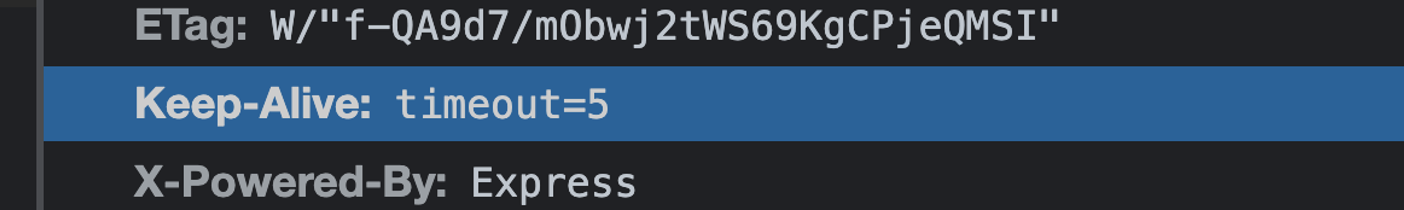 ETag: W/"f-QA9d7/mObwj2tWS69KgCPjeQMSI"
Keep-Alive: timeout=5
X-Powered-By: Express